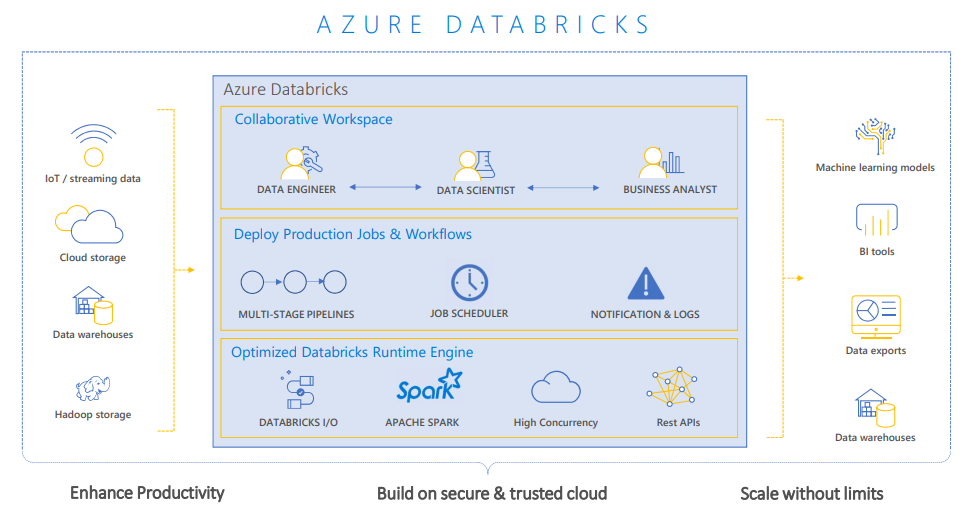 AZURE DATABRICKS
IoT / streaming data
Cloud storage
Data warehouses
Hadoop storage
Azure Databricks
Collaborative Workspace
DATA ENGINEER
DATA SCIENTIST
BUSINESS ANALYST
Deploy Production Jobs & Workflows
MULTI-STAGE PIPELINES
JOB SCHEDULER
NOTIFICATION & LOGS
Optimized Databricks Runtime Engine
DATABRICKS I/O
Spark
APACHE SPARK
High Concurrency
Rest APIs
Machine learning models
BI tools
Data exports
Data warehouses
Enhance Productivity
Build on secure & trusted cloud
Scale without limits